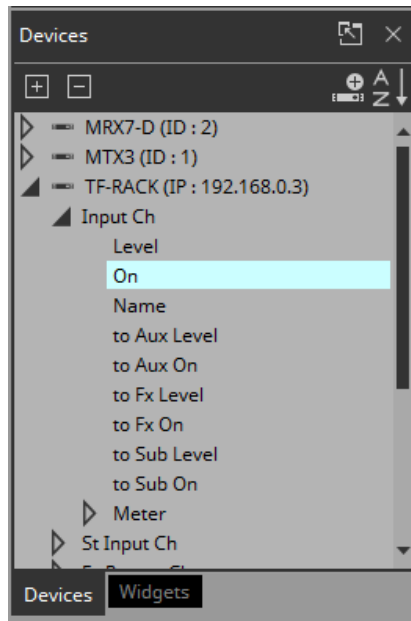 Devices
A
Z
MRX7-D (ID : 2)
MTX3 (ID : 1)
TF-RACK (IP : 192.168.0.3)
Input Ch
Level
On
Name
to Aux Level
to Aux On
to Fx Level
to Fx On
to Sub Level
to Sub On
Meter
St Input Ch
Devices Widgets